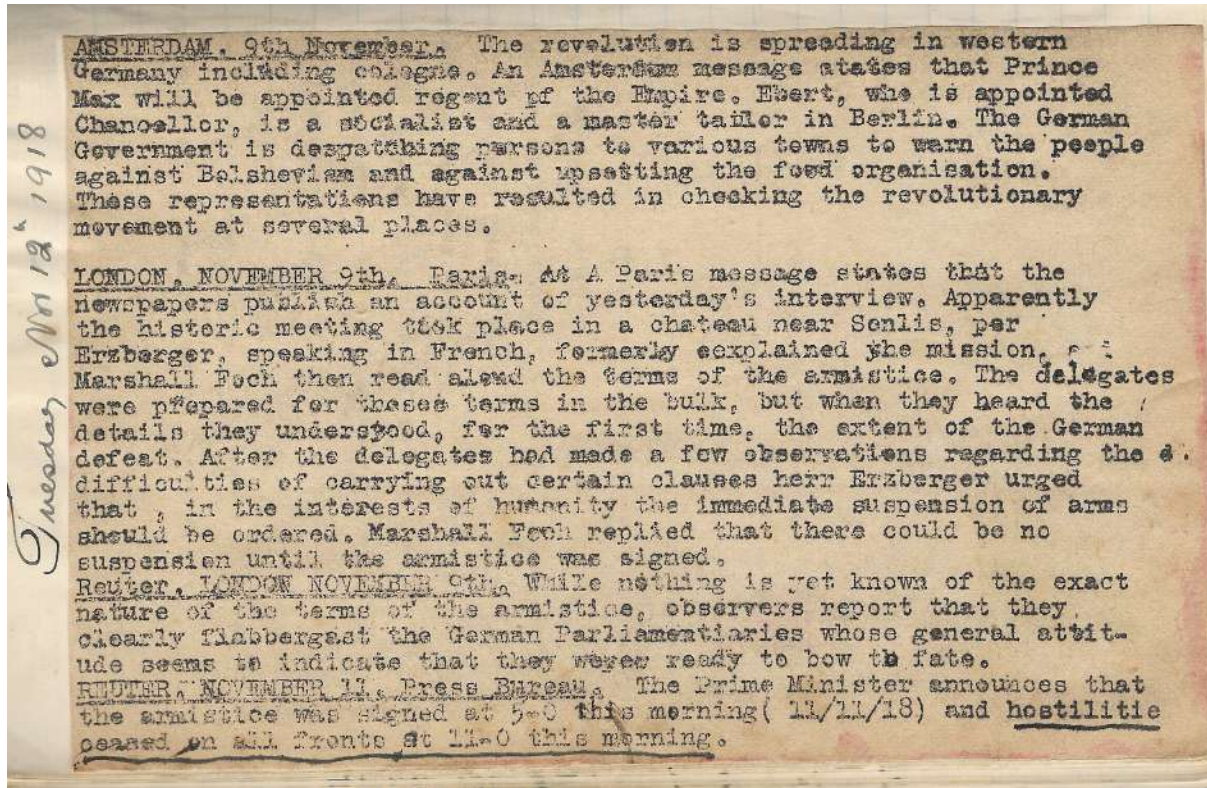 Tuesday Nov 12th 1918
AMSTERDAM. 9th November. The revolution is spreading in western
Germany including cologne. An Amsterdam message states that Prince
Max will be appointed regent pf the Empire. Ebert, who is appointed
Chancellor, is a socialist and a master tailor in Berlin. The German
Government is despatching persons to various towns to warn the people
against Bolsheviam and against upsetting the food organisation.
These representations have resulted in checking the revolutionary
movement at several places.
LONDON, NOVEMBER 9th. Paris. At A Paris message states that the
newspapers publish an account of yesterday's interview. Apparently
the historic meeting took place in a chateau near Senlis, per
Erzberger, speaking in French, formerly eexplained yhe mission,
Marshall Foch then read aloud the terms of the armistice. The delegates
were prepared for theses terms in the bulk, but when they heard the
details they understood, for the first time, the extent of the German
defeat. After the delegates had made a few observations regarding the d.
difficulties of carrying out certain clauses herr Erzberger urged
that , in the interests of humanity the immediate suspension of arms
should be ordered. Marshall Foch replied that there could be no
suspension until the armistice was signed.
Reuter. LONDON NOVEMBER 9th. While nothing is yet known of the exact
nature of the terms of the armistice, observers report that they
clearly flabbergast the German Parliamentiaries whose general attit-
ude seems to indicate that they weree ready to bow to fate.
REUTER. NOVEMBER 11. Press Bureau. The Prime Minister announces that
the armistice was signed at 5-0 this morning( 11/11/18) and hostilitie
ceased on all fronts at 11-0 this morning.